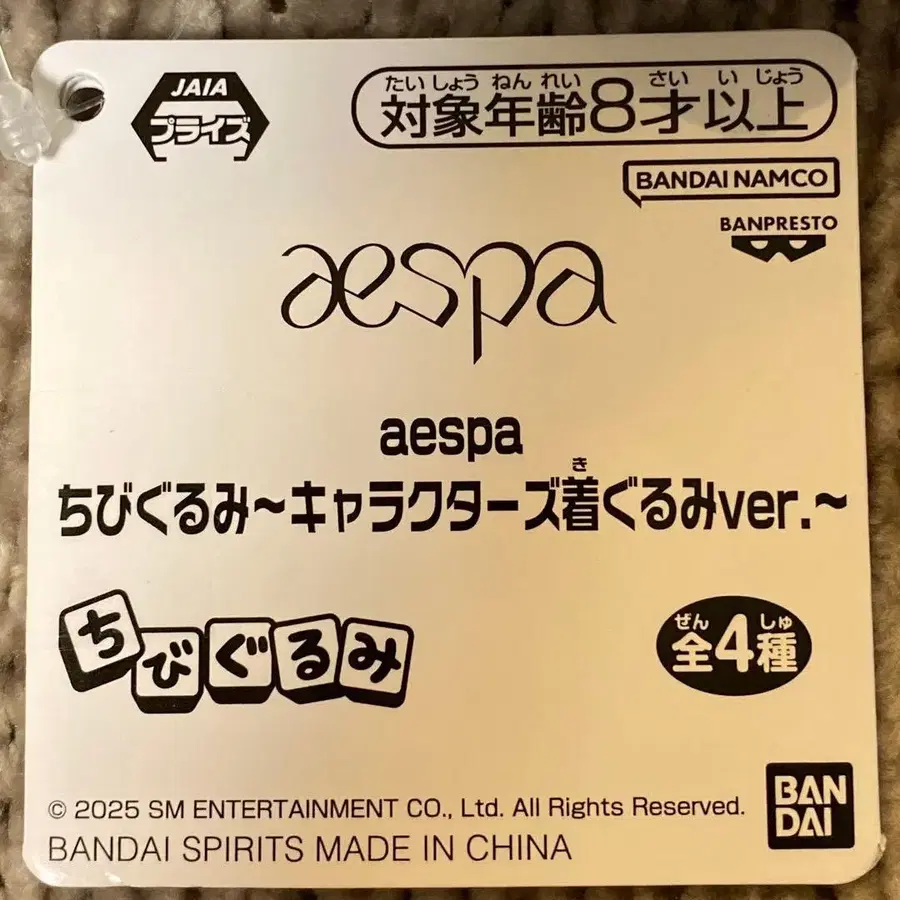 JAIA
プライズ
たいしょうねんれい さいいじょう
対象年齢8才以上
BANDAI NAMCO
BANPRESTO
aespa
aespa
き
ちびぐるみ~キャラクターズ着ぐるみver.~
ちびぐるみ
ぜん しゅ
全4種
© 2025 SM ENTERTAINMENT CO., Ltd. All Rights Reserved.
BANDAI SPIRITS MADE IN CHINA
BAN
DAI